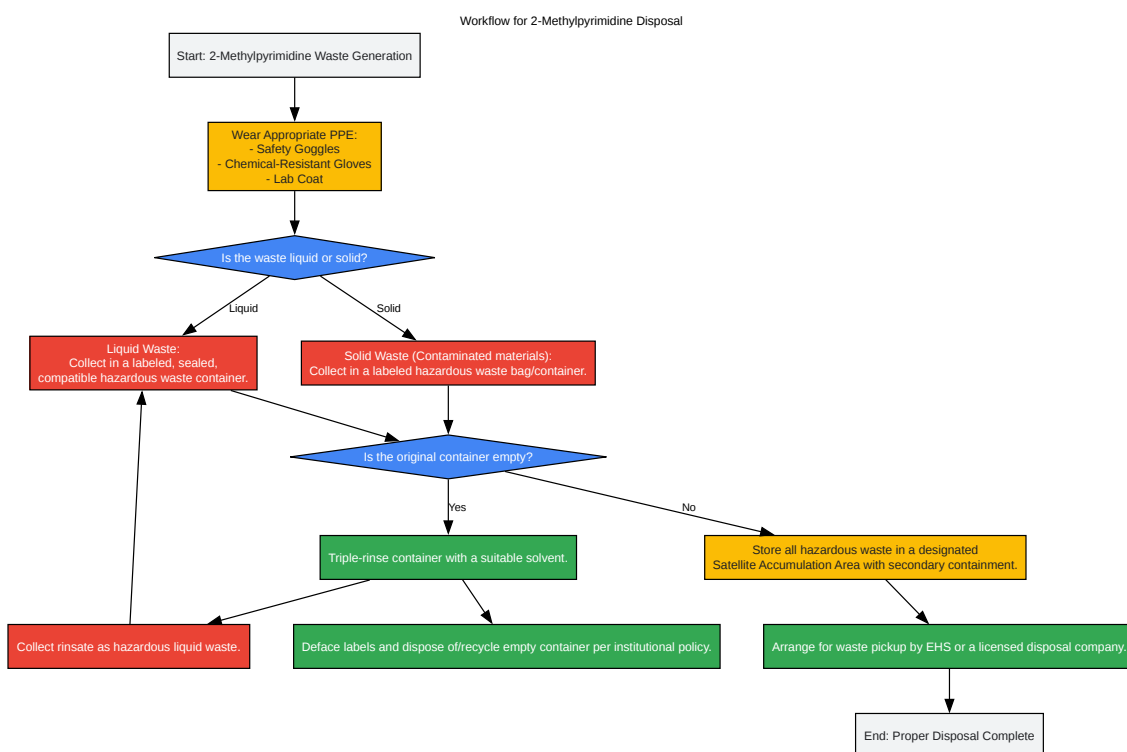 Workflow for 2-Methylpyrimidine Disposal
Start: 2-Methylpyrimidine Waste Generation
Wear Appropriate PPE:
- Safety Goggles
- Chemical-Resistant Gloves
- Lab Coat
Is the waste liquid or solid?
Liquid
Solid
Liquid Waste:
Collect in a labeled, sealed,
compatible hazardous waste container.
Solid Waste (Contaminated materials):
Collect in a labeled hazardous waste bag/container.
Is the original container empty?
Yes
No
Triple-rinse container with a suitable solvent.
Store all hazardous waste in a designated
Satellite Accumulation Area with secondary containment.
Collect rinsate as hazardous liquid waste.
Deface labels and dispose of/recycle empty container per institutional policy.
Arrange for waste pickup by EHS or a licensed disposal company.
End: Proper Disposal Complete